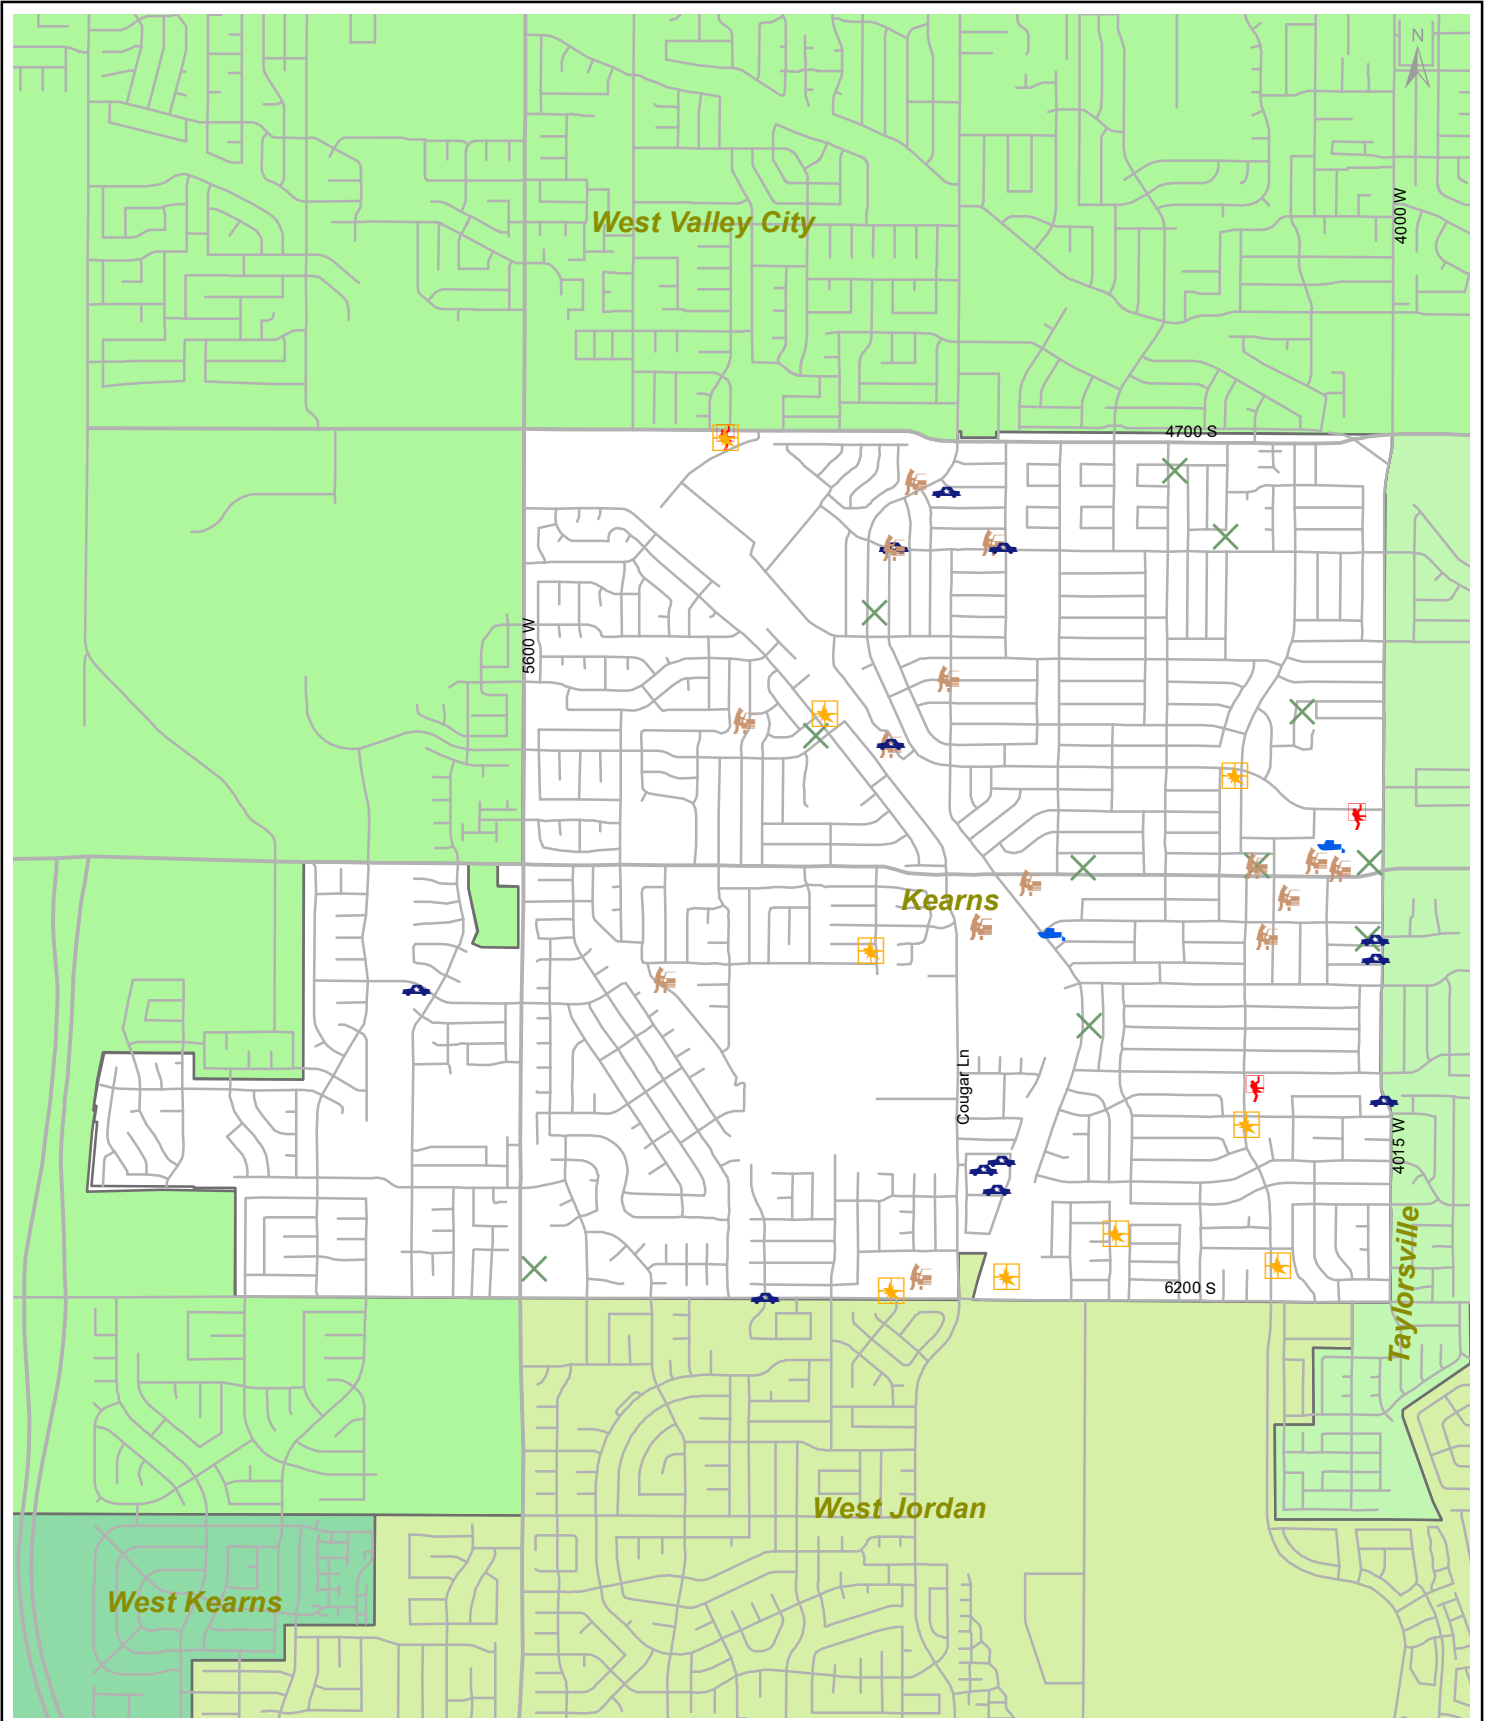 N
4000 W
West Valley City
4700 S
5600 W
Kearns
Cougar Ln
4015 W
Taylorsville
6200 S
West Jordan
West Kearns